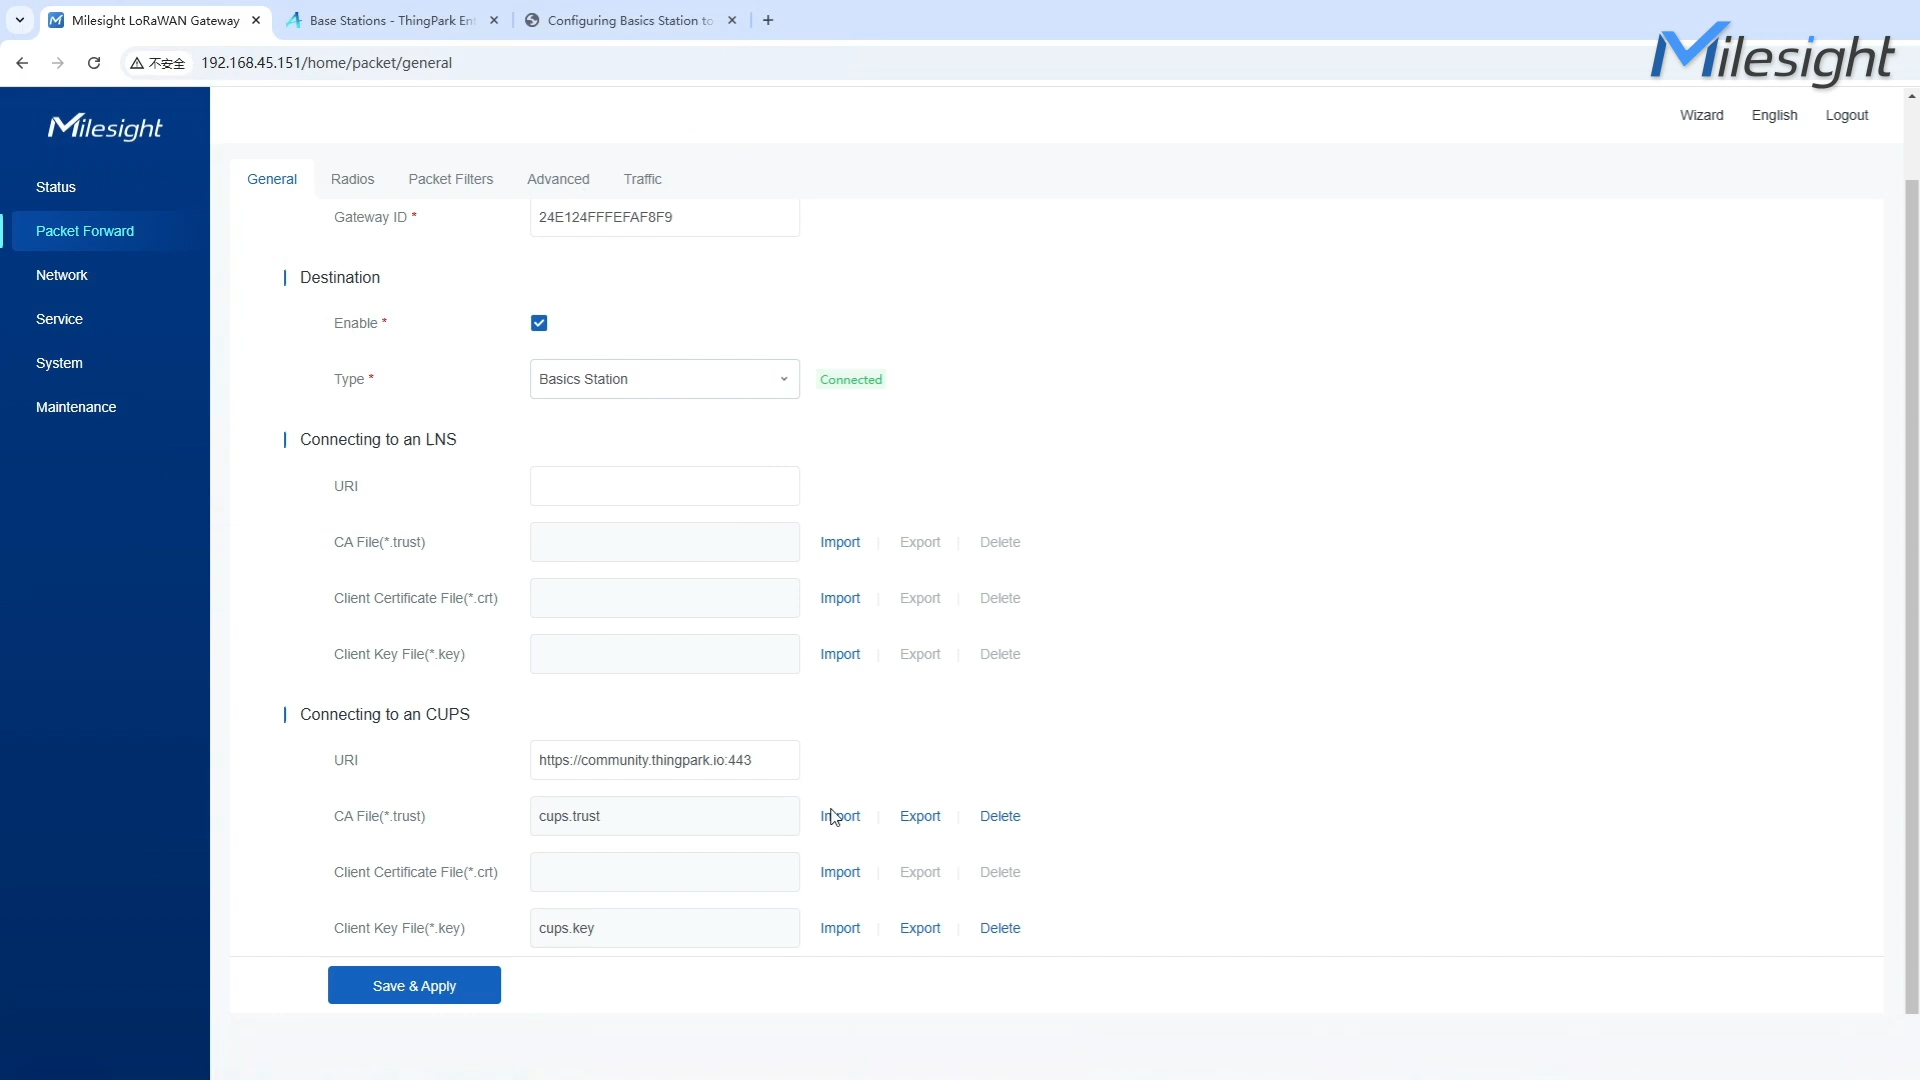 Milesight LoRaWAN Gateway
Base Stations - ThingPark En
Configuring Basics Station to
不安全
192.168.45.151/home/packet/general
Milesight
Milesight
Wizard
English
Logout
Status
Packet Forward
Network
Service
System
Maintenance
General
Radios
Packet Filters
Advanced
Traffic
Gateway ID *
24E124FFFEFAF8F9
Destination
Enable *
Type *
Basics Station
Connected
Connecting to an LNS
URI
CA File(*.trust)
Import | Export | Delete
Client Certificate File(*.crt)
Import | Export | Delete
Client Key File(*.key)
Import | Export | Delete
Connecting to an CUPS
URI
https://community.thingpark.io:443
CA File(*.trust)
cups.trust
Import | Export | Delete
Client Certificate File(*.crt)
Import | Export | Delete
Client Key File(*.key)
cups.key
Import | Export | Delete
Save & Apply